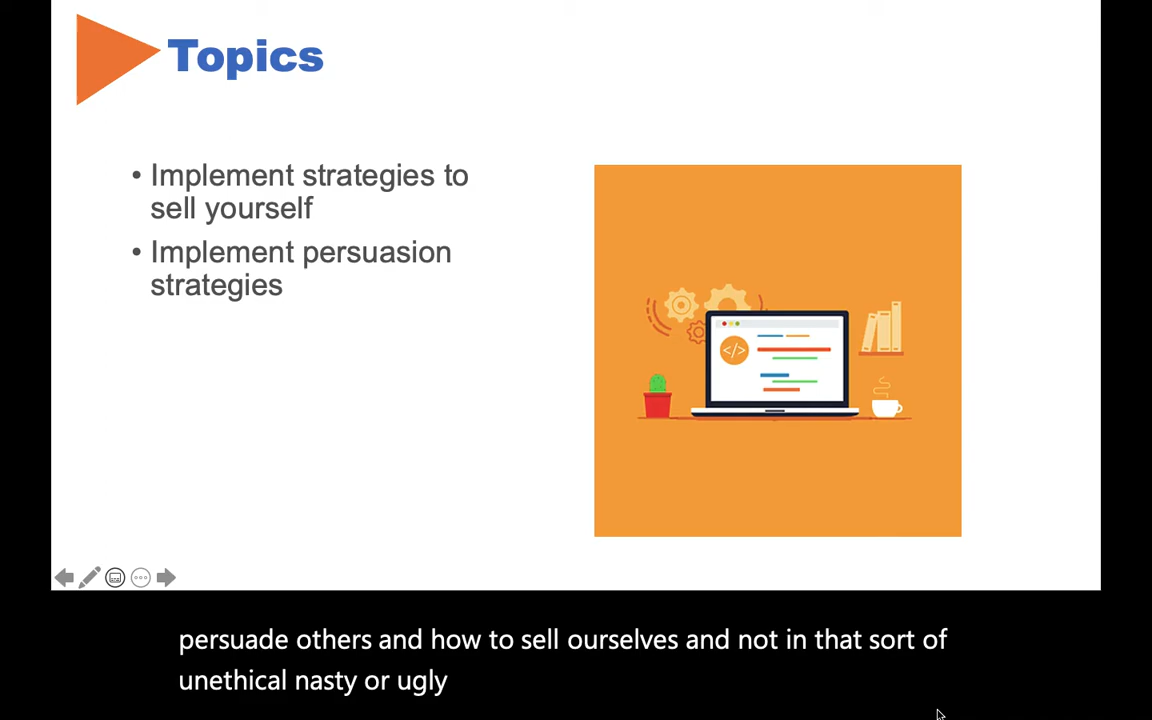 Topics
• Implement strategies to
sell yourself
• Implement persuasion
strategies
</>
persuade others and how to sell ourselves and not in that sort of
unethical nasty or ugly